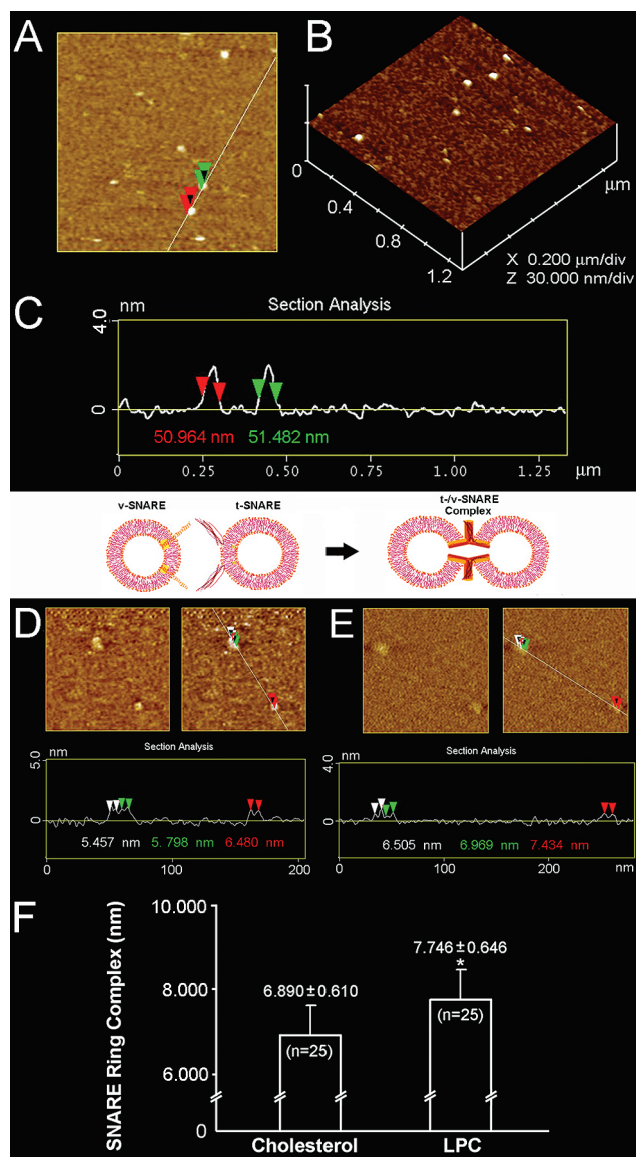 A
B
0
0.4
0.8
1.2
μm
X 0.200 μm/div
Z 30.000 nm/div
C
nm
Section Analysis
4.0
0
50.964 nm 51.482 nm
0 0.25 0.50 0.75 1.00 1.25
μm
v-SNARE t-SNARE
t-/v-SNARE
Complex
D
E
nm
Section Analysis
5.0
0
5.457 nm 5.798 nm 6.480 nm
0 100 200
nm
Section Analysis
4.0
0
6.505 nm 6.969 nm 7.434 nm
0 200
F
SNARE Ring Complex (nm)
10.000
8.000
6.000
0
6.890±0.610
(n=25)
7.746±0.646
*
(n=25)
Cholesterol LPC